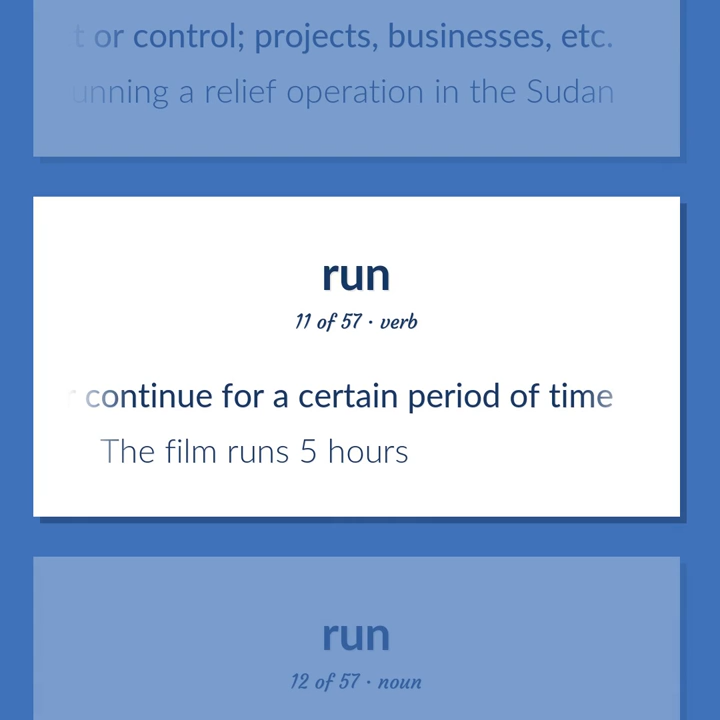 t or control; projects, businesses, etc.
unning a relief operation in the Sudan
run
11 of 57 · verb
r continue for a certain period of time
The film runs 5 hours
run
12 of 57 · noun